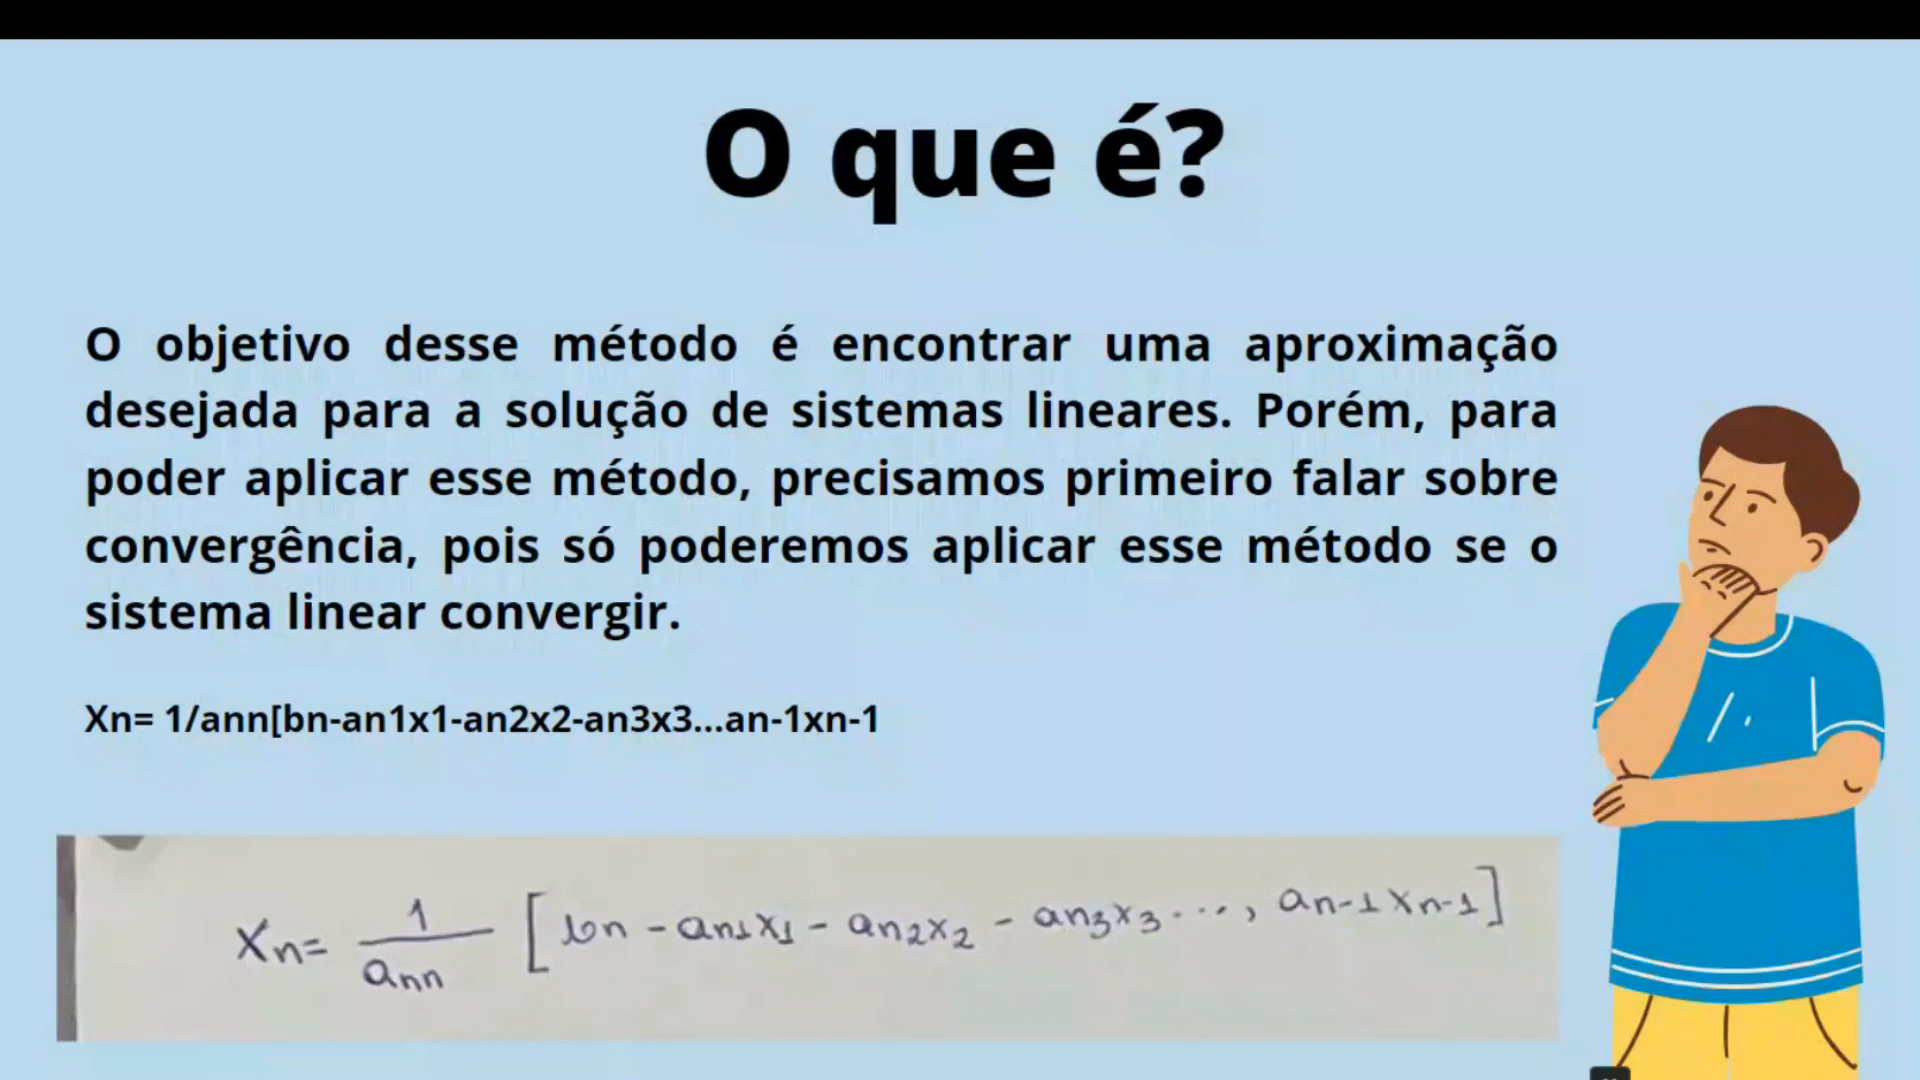 O que é?
O objetivo desse método é encontrar uma aproximação
desejada para a solução de sistemas lineares. Porém, para
poder aplicar esse método, precisamos primeiro falar sobre
convergência, pois só poderemos aplicar esse método se o
sistema linear convergir.
Xn= 1/ann[bn-an1x1-an2x2-an3x3...an-1xn-1
Xn= 1/ann [bn - an1x1 - an2x2 - an3x3..., an-1xn-1]